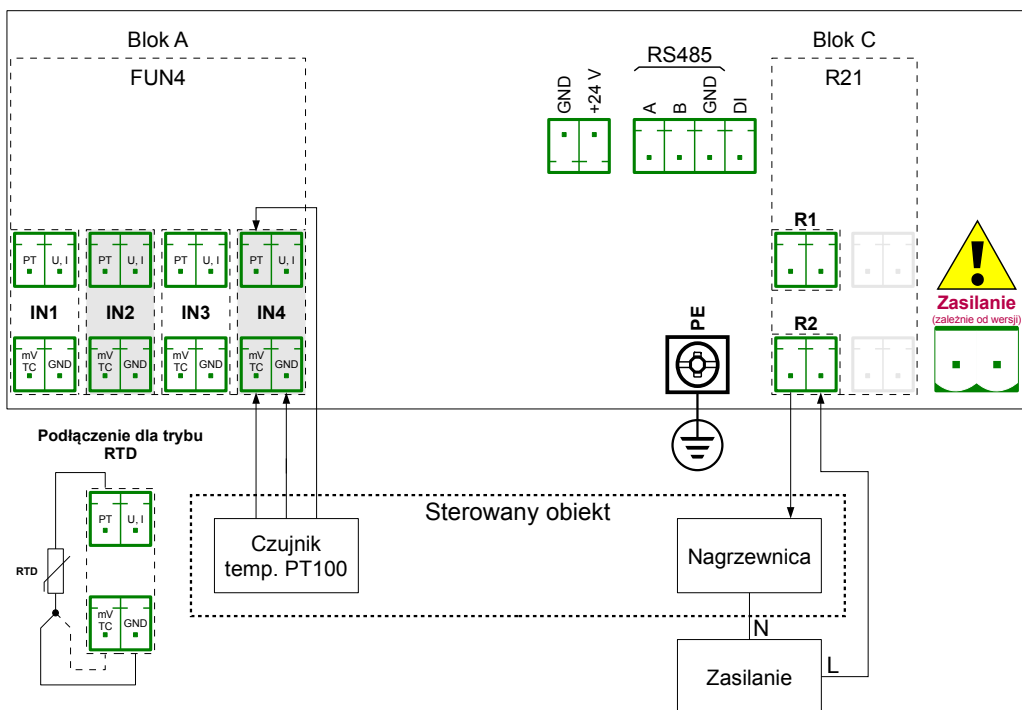 Blok A
FUN4
GND
+24 V
RS485
A
B
GND
DI
Blok C
R21
PT U, I
PT U, I
PT U, I
PT U, I
IN1
IN2
IN3
IN4
mV TC GND
mV TC GND
mV TC GND
mV TC GND
R1
R2
PE
Zasilanie
(zależnie od wersji)
Podłączenie dla trybu
RTD
PT U, I
RTD
mV TC GND
Sterowany obiekt
Czujnik
temp. PT100
Nagrzewnica
N
L
Zasilanie